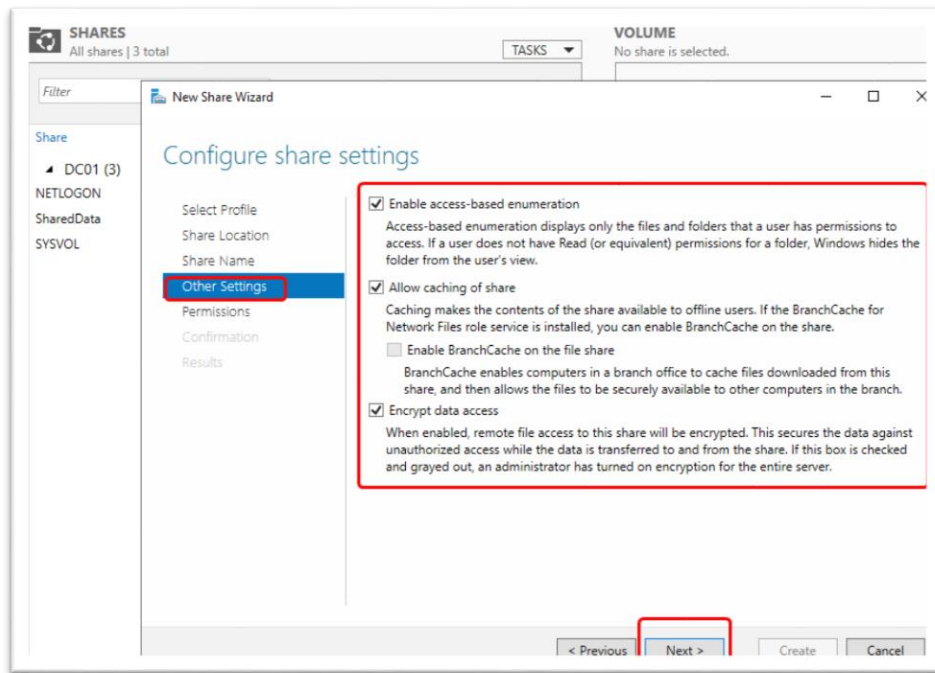 SHARES
All shares | 3 total
TASKS
VOLUME
No share is selected.
Filter
Share
DC01 (3)
NETLOGON
SharedData
SYSVOL
New Share Wizard
Configure share settings
Select Profile
Share Location
Share Name
Other Settings
Permissions
Confirmation
Results
Enable access-based enumeration
Access-based enumeration displays only the files and folders that a user has permissions to
access. If a user does not have Read (or equivalent) permissions for a folder, Windows hides the
folder from the user's view.
Allow caching of share
Caching makes the contents of the share available to offline users. If the BranchCache for
Network Files role service is installed, you can enable BranchCache on the share.
Enable BranchCache on the file share
BranchCache enables computers in a branch office to cache files downloaded from this
share, and then allows the files to be securely available to other computers in the branch.
Encrypt data access
When enabled, remote file access to this share will be encrypted. This secures the data against
unauthorized access while the data is transferred to and from the share. If this box is checked
and grayed out, an administrator has turned on encryption for the entire server.
< Previous
Next >
Create
Cancel